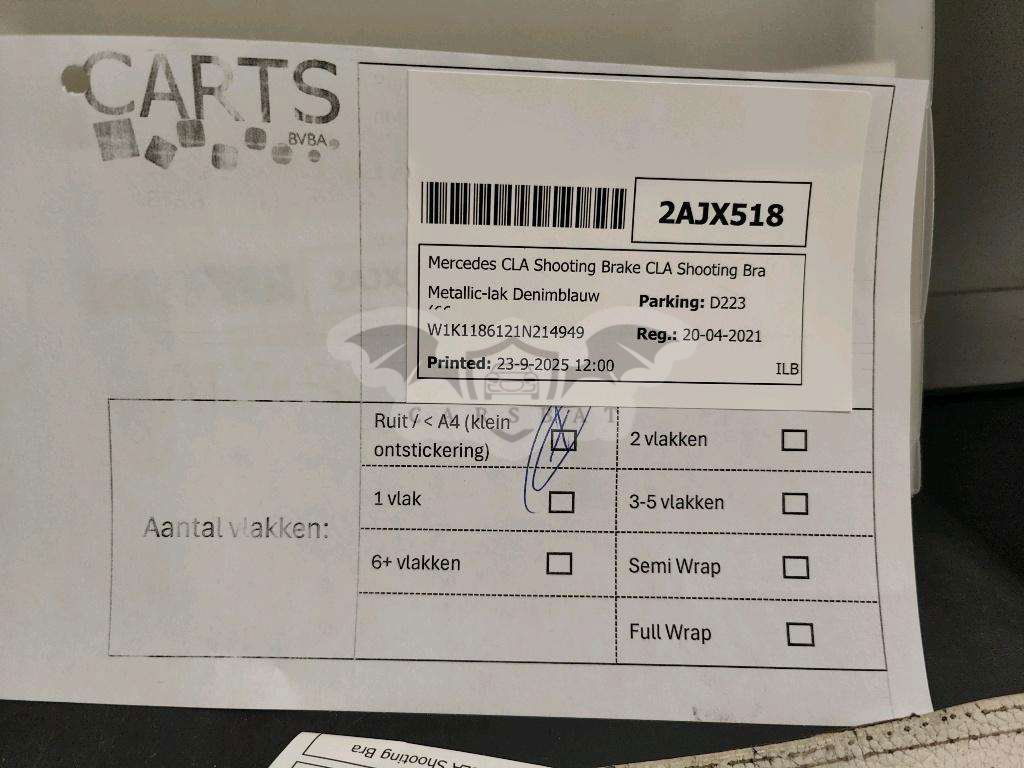 CARTS
BVBA
2AJX518
Mercedes CLA Shooting Brake CLA Shooting Bra
Metallic-lak Denimblauw
Parking: D223
W1K1186121N214949
Reg.: 20-04-2021
Printed: 23-9-2025 12:00
ILB
CARSBAT
Aantal vlakken:
Ruit / < A4 (klein
ontstickering)
2 vlakken
1 vlak
3-5 vlakken
6+ vlakken
Semi Wrap
Full Wrap
Shooting Bra